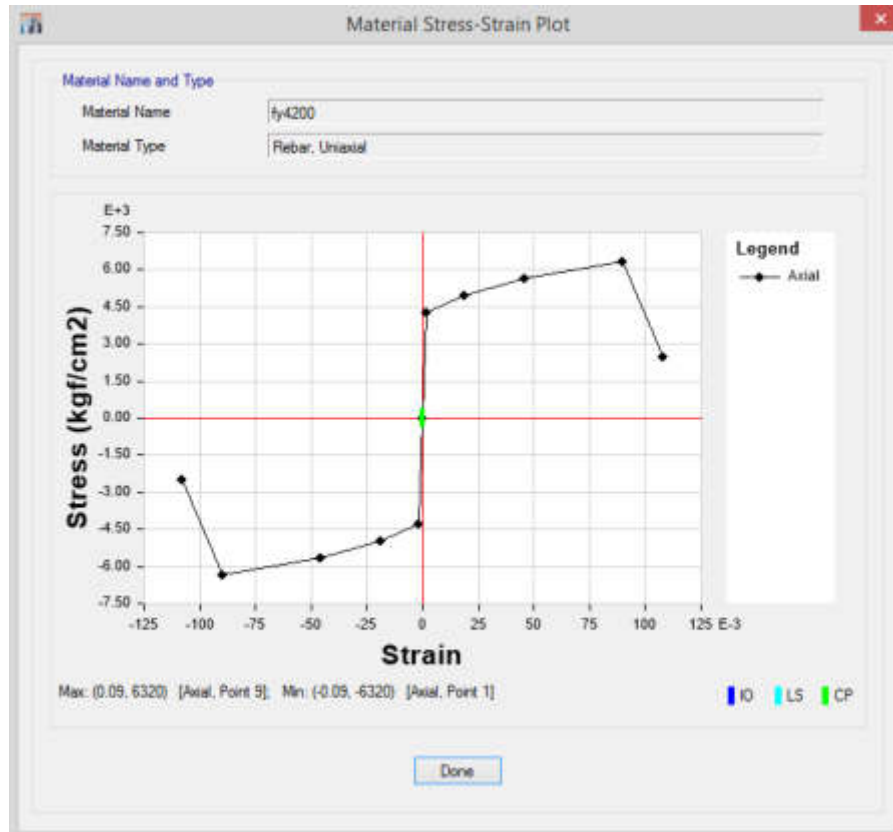 Material Stress-Strain Plot
Material Name and Type
Material Name fy4200
Material Type Rebar, Uniaxial
E+3
7.50
6.00
4.50
3.00
1.50
0.00
-1.50
-3.00
-4.50
-6.00
-7.50
Stress (kgf/cm2)
-125 -100 -75 -50 -25 0 25 50 75 100 125 E-3
Strain
Legend
Axial
Max: (0.09, 6320) [Axial, Point 9]; Min: (-0.09, -6320) [Axial, Point 1]
IO LS CP
Done